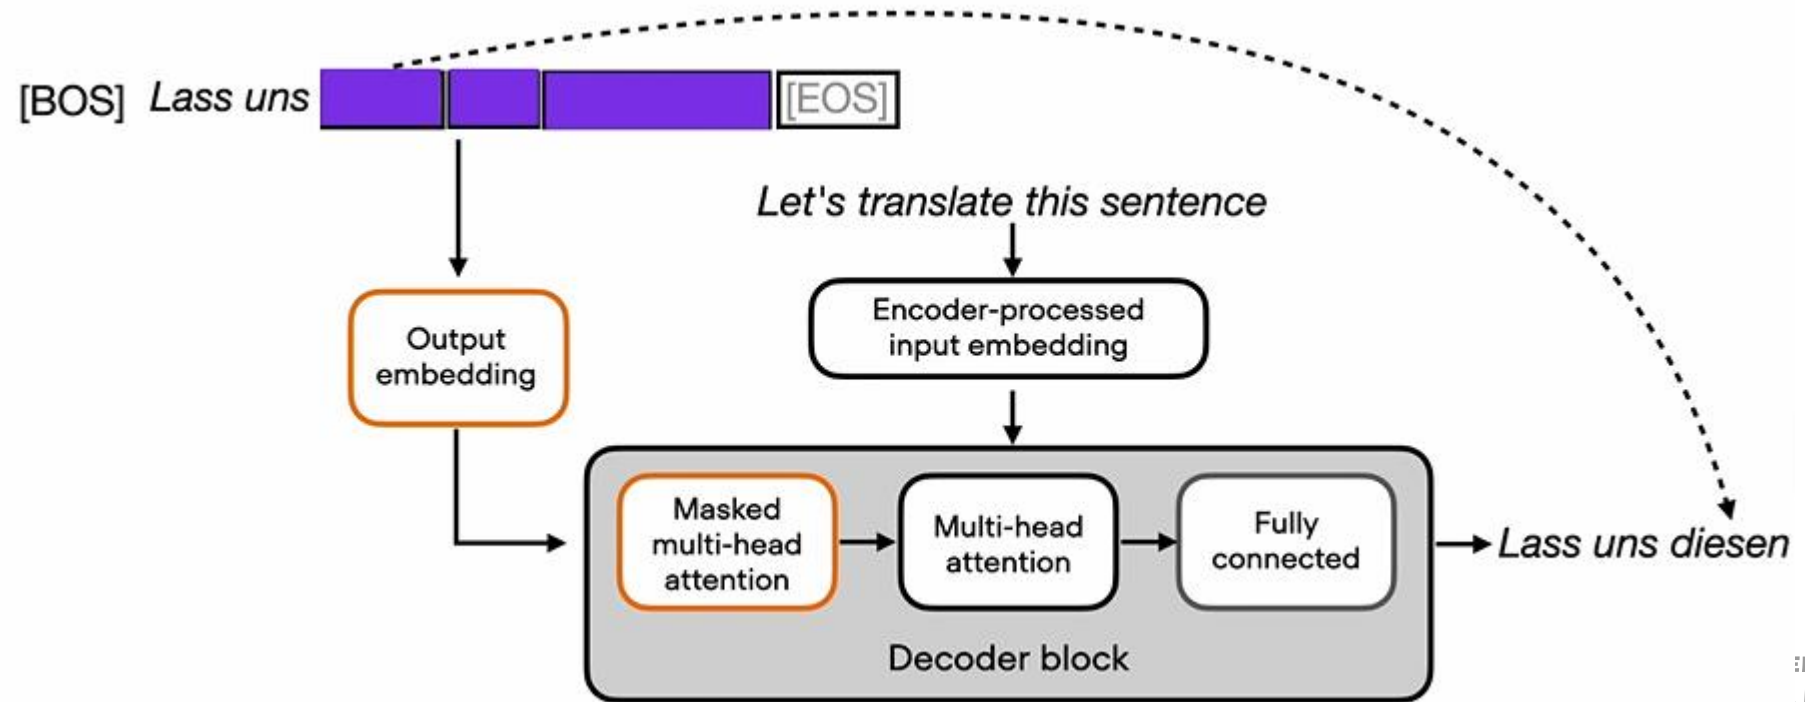 [BOS] Lass uns [EOS]
Let's translate this sentence
Output
embedding
Encoder-processed
input embedding
Masked
multi-head
attention
Multi-head
attention
Fully
connected
Lass uns diesen
Decoder block